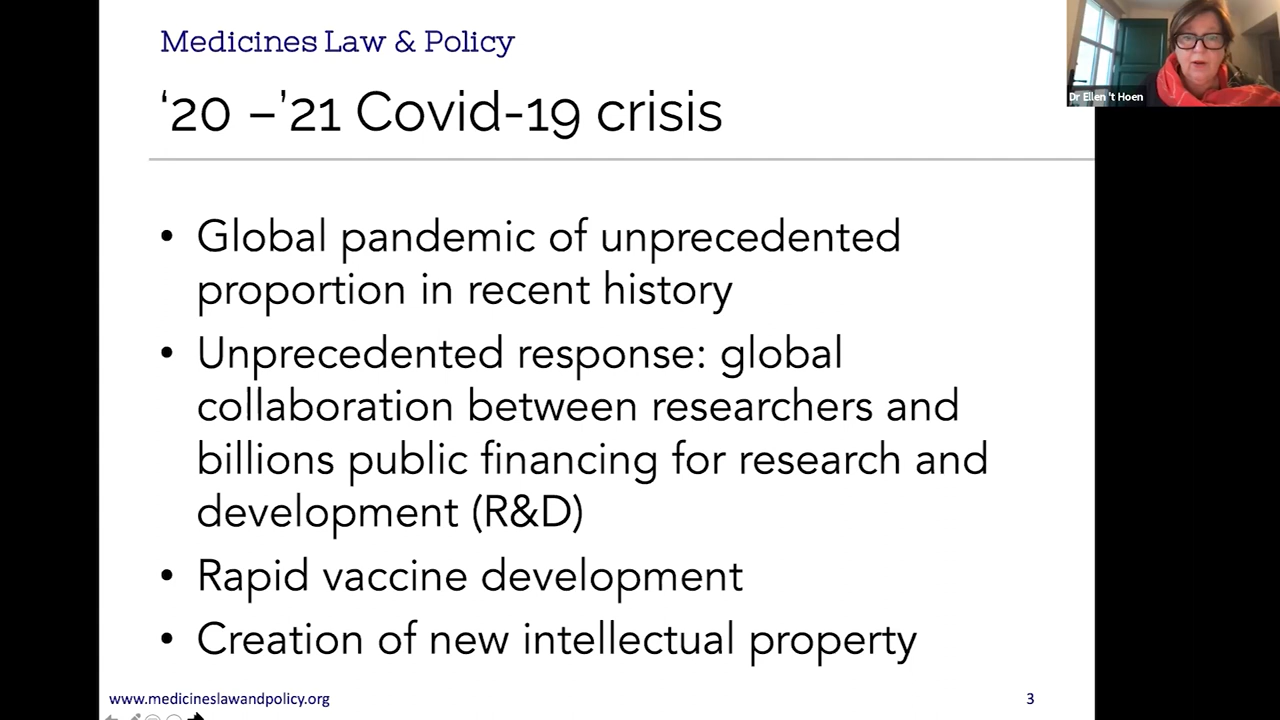 Medicines Law & Policy
‘20 –’21 Covid-19 crisis
• Global pandemic of unprecedented
proportion in recent history
• Unprecedented response: global
collaboration between researchers and
billions public financing for research and
development (R&D)
• Rapid vaccine development
• Creation of new intellectual property
www.medicineslawandpolicy.org
3
Dr Ellen 't Hoen